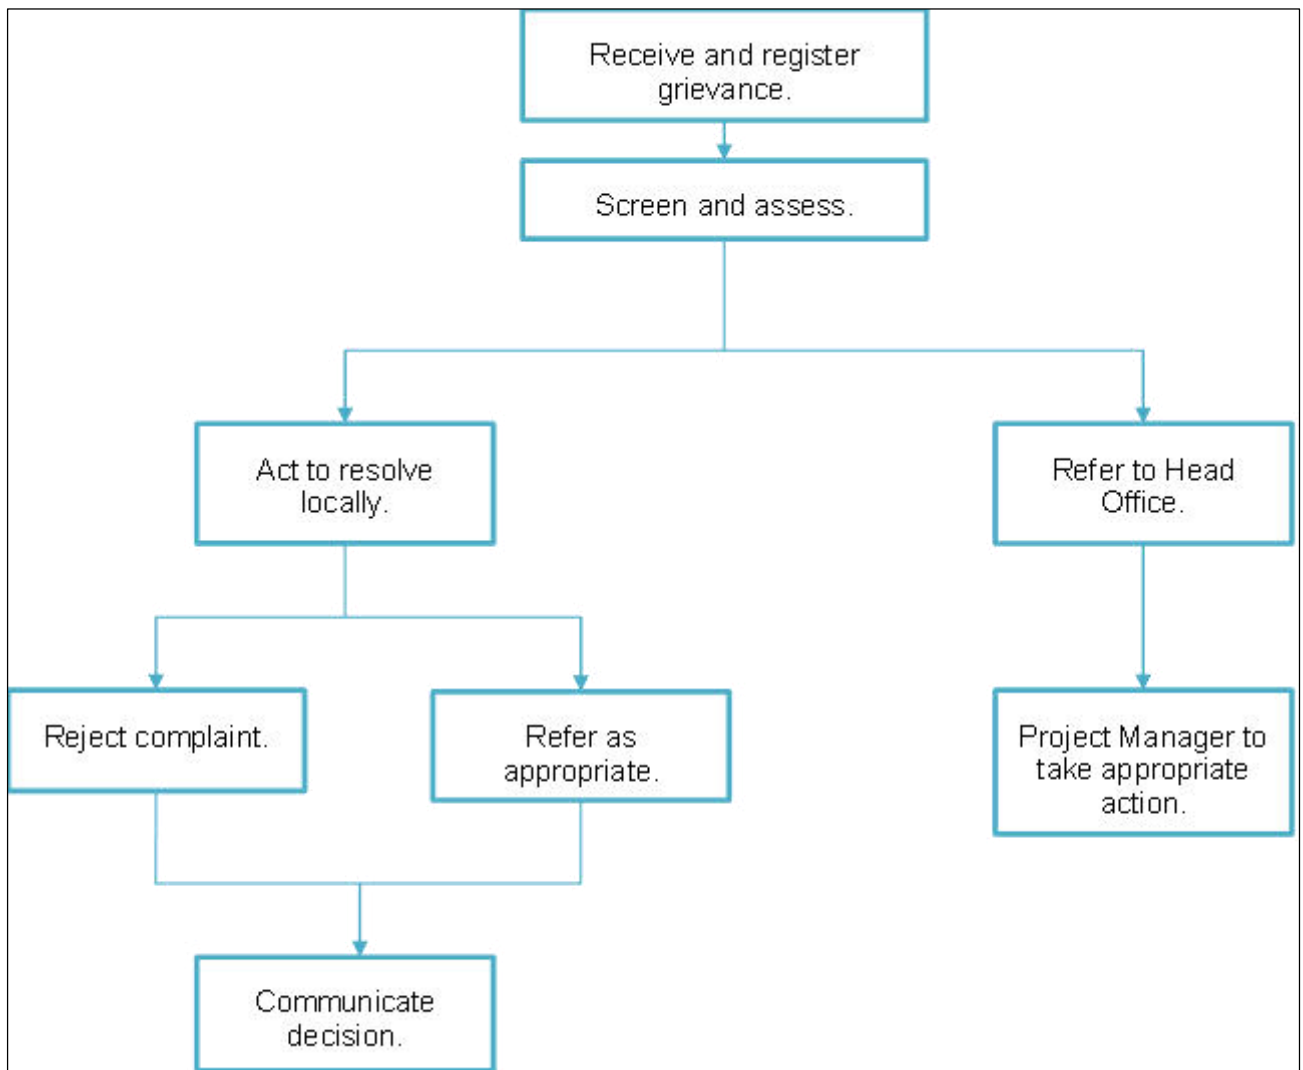 Receive and register
grievance.
Screen and assess.
Act to resolve
locally.
Refer to Head
Office.
Reject complaint.
Refer as
appropriate.
Project Manager to
take appropriate
action.
Communicate
decision.